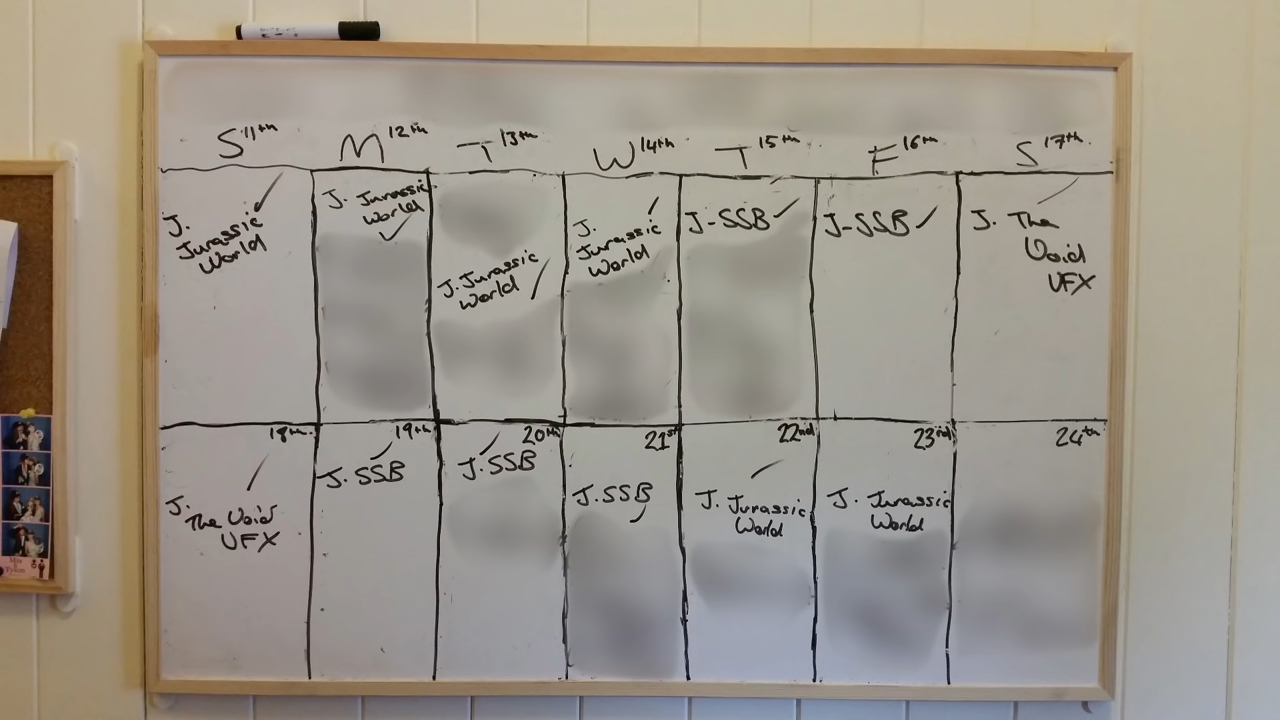 S 11th M 12th T 13th W 14th T 15th F 16th S 17th
J.
Jurassic
World
J. Jurassic
World
J. Jurassic
World
J.
Jurassic
World
J-SSB
J-SSB
J. The
Void
VFX
18th
J.
The Void
VFX
19th
J. SSB
20th
J. SSB
21st
J. SSB
22nd
J. Jurassic
World
23rd
J. Jurassic
World
24th